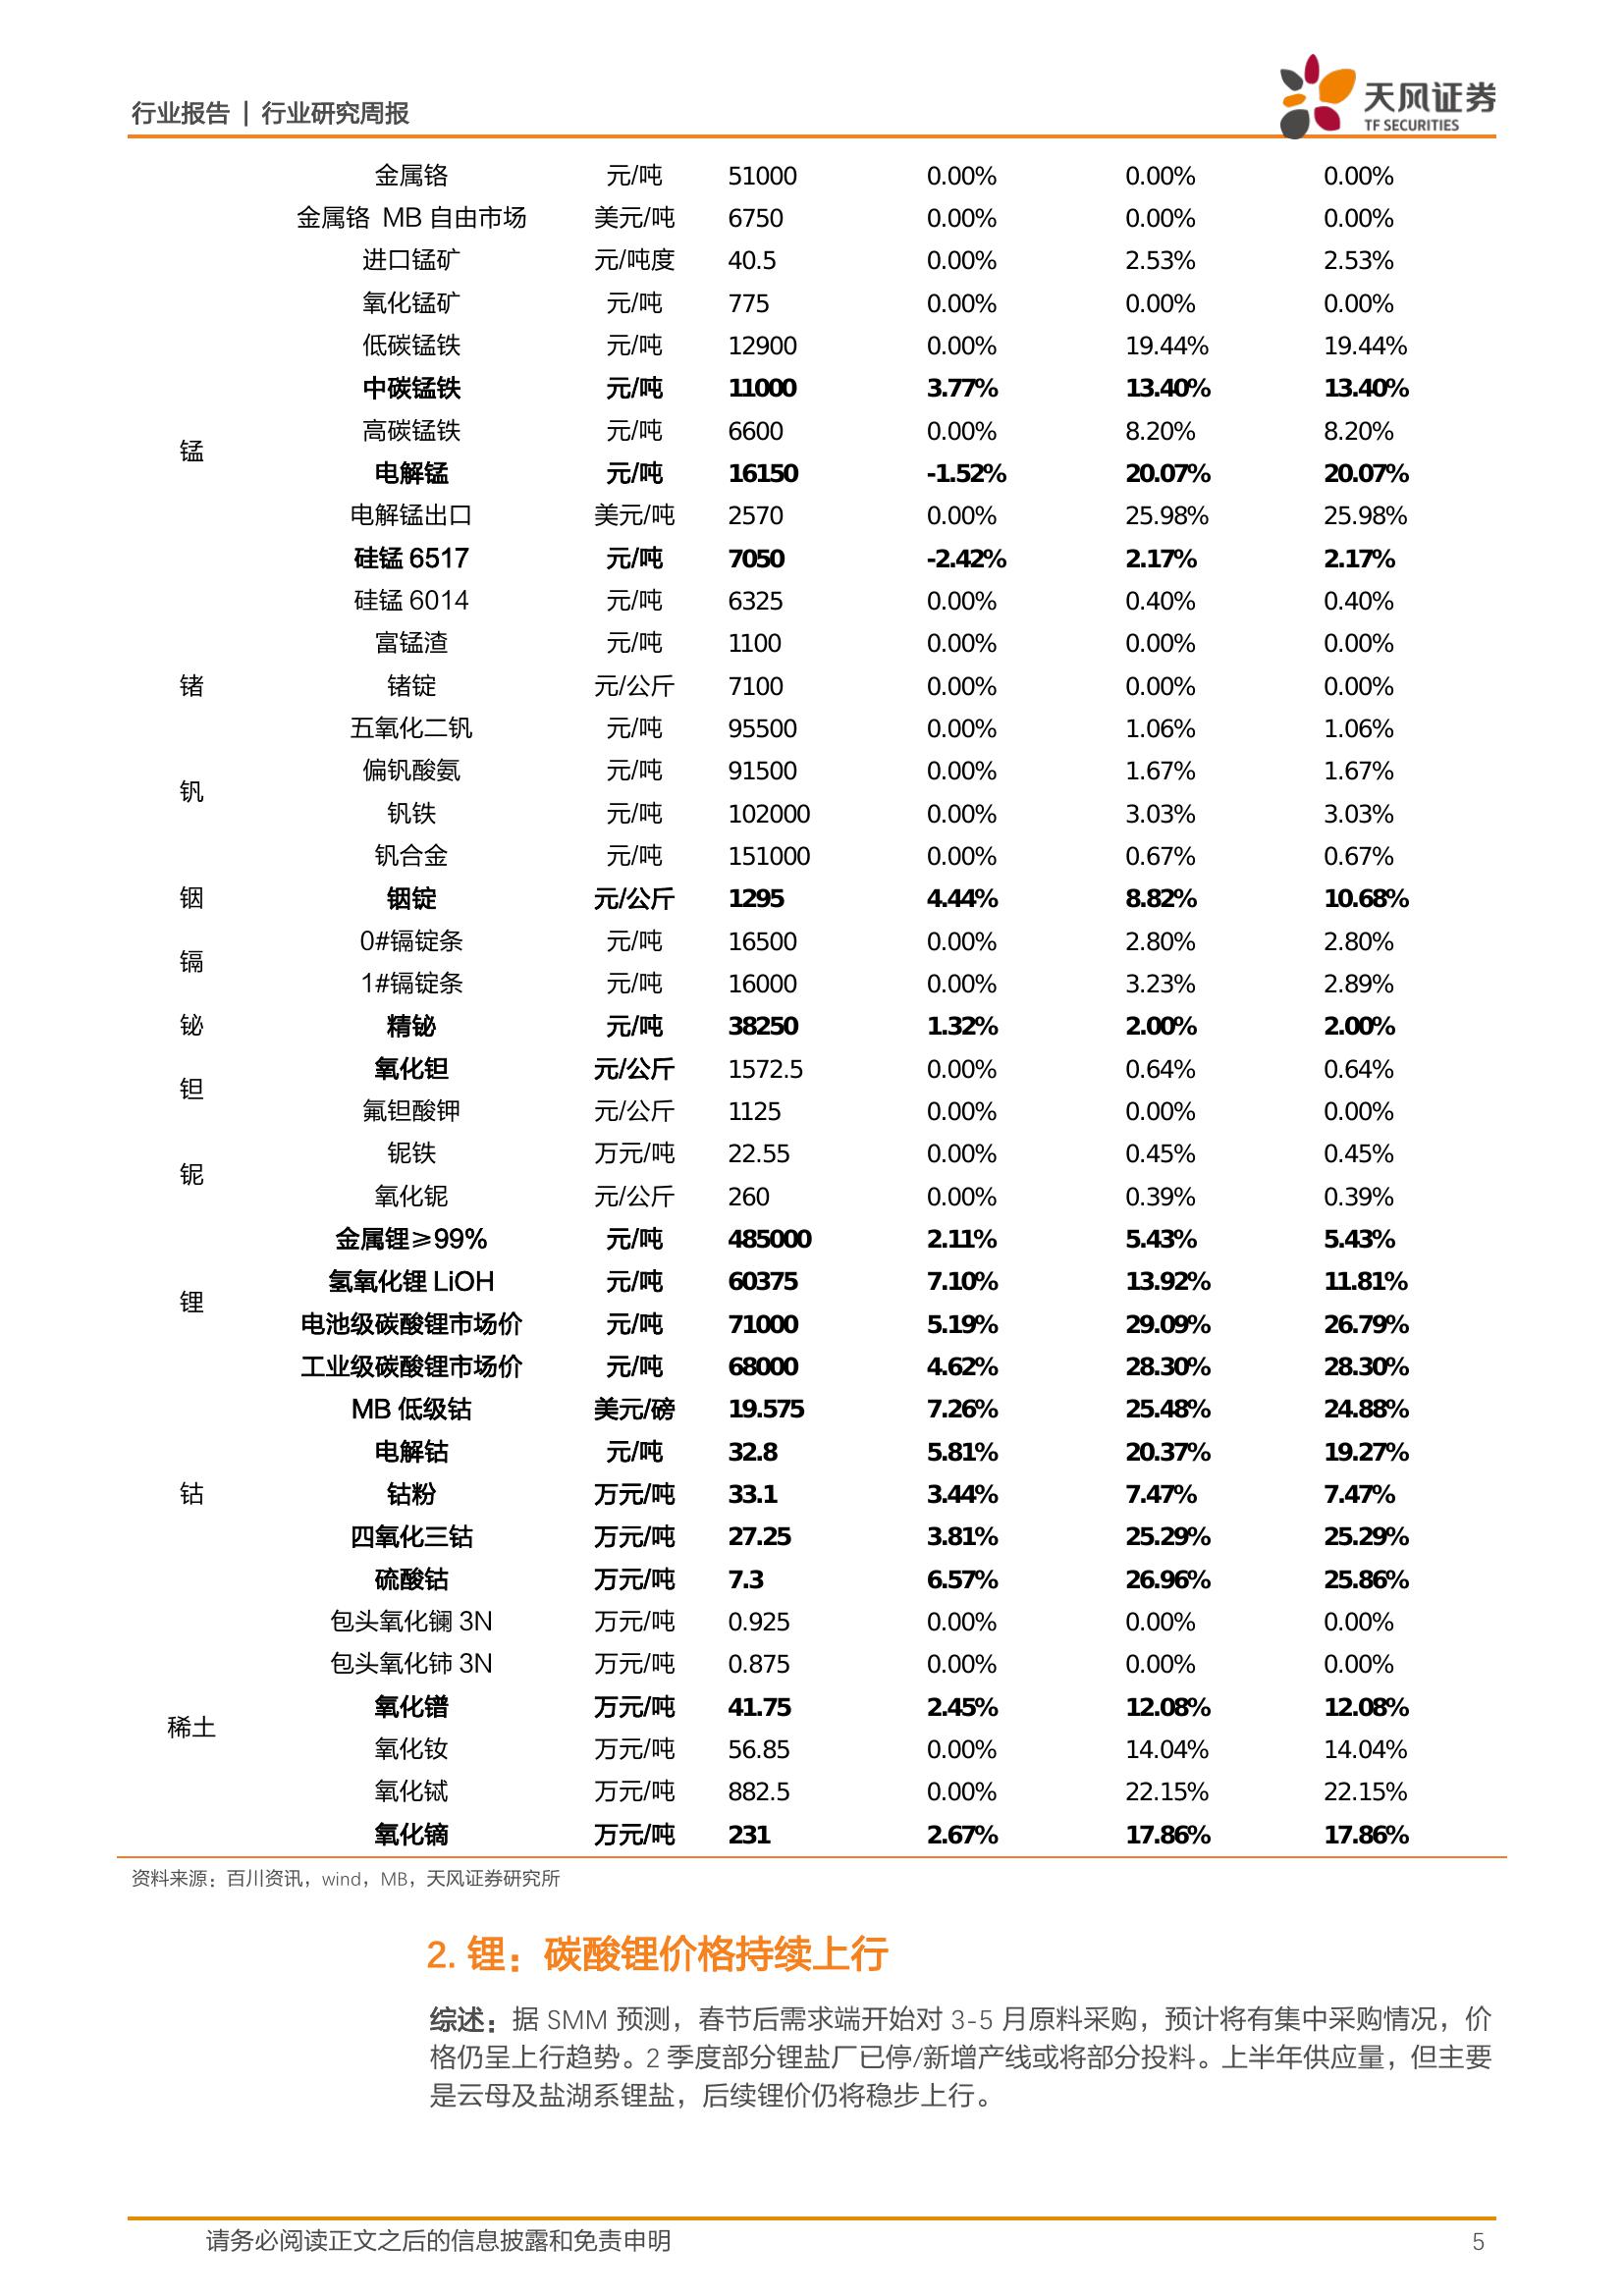 行业报告 | 行业研究周报
天风证券
TF SECURITIES
金属铬 元/吨 51000 0.00% 0.00% 0.00%
金属铬 MB 自由市场 美元/吨 6750 0.00% 0.00% 0.00%
进口锰矿 元/吨度 40.5 0.00% 2.53% 2.53%
氧化锰矿 元/吨 775 0.00% 0.00% 0.00%
低碳锰铁 元/吨 12900 0.00% 19.44% 19.44%
中碳锰铁 元/吨 11000 3.77% 13.40% 13.40%
高碳锰铁 元/吨 6600 0.00% 8.20% 8.20%
锰
电解锰 元/吨 16150 -1.52% 20.07% 20.07%
电解锰出口 美元/吨 2570 0.00% 25.98% 25.98%
硅锰 6517 元/吨 7050 -2.42% 2.17% 2.17%
硅锰 6014 元/吨 6325 0.00% 0.40% 0.40%
富锰渣 元/吨 1100 0.00% 0.00% 0.00%
锗 锗锭 元/公斤 7100 0.00% 0.00% 0.00%
五氧化二钒 元/吨 95500 0.00% 1.06% 1.06%
偏钒酸氨 元/吨 91500 0.00% 1.67% 1.67%
钒
钒铁 元/吨 102000 0.00% 3.03% 3.03%
钒合金 元/吨 151000 0.00% 0.67% 0.67%
铟 铟锭 元/公斤 1295 4.44% 8.82% 10.68%
0#镉锭条 元/吨 16500 0.00% 2.80% 2.80%
镉
1#镉锭条 元/吨 16000 0.00% 3.23% 2.89%
铋 精铋 元/吨 38250 1.32% 2.00% 2.00%
氧化钽 元/公斤 1572.5 0.00% 0.64% 0.64%
钽
氟钽酸钾 元/公斤 1125 0.00% 0.00% 0.00%
铌铁 万元/吨 22.55 0.00% 0.45% 0.45%
铌
氧化铌 元/公斤 260 0.00% 0.39% 0.39%
金属锂≥99% 元/吨 485000 2.11% 5.43% 5.43%
氢氧化锂 LiOH 元/吨 60375 7.10% 13.92% 11.81%
锂
电池级碳酸锂市场价 元/吨 71000 5.19% 29.09% 26.79%
工业级碳酸锂市场价 元/吨 68000 4.62% 28.30% 28.30%
MB 低级钴 美元/磅 19.575 7.26% 25.48% 24.88%
电解钴 元/吨 32.8 5.81% 20.37% 19.27%
钴 钴粉 万元/吨 33.1 3.44% 7.47% 7.47%
四氧化三钴 万元/吨 27.25 3.81% 25.29% 25.29%
硫酸钴 万元/吨 7.3 6.57% 26.96% 25.86%
包头氧化镧 3N 万元/吨 0.925 0.00% 0.00% 0.00%
包头氧化铈 3N 万元/吨 0.875 0.00% 0.00% 0.00%
氧化镨 万元/吨 41.75 2.45% 12.08% 12.08%
稀土
氧化钕 万元/吨 56.85 0.00% 14.04% 14.04%
氧化铽 万元/吨 882.5 0.00% 22.15% 22.15%
氧化镝 万元/吨 231 2.67% 17.86% 17.86%
资料来源：百川资讯，wind，MB，天风证券研究所
2. 锂：碳酸锂价格持续上行
综述：据 SMM 预测，春节后需求端开始对 3-5 月原料采购，预计将有集中采购情况，价
格仍呈上行趋势。2 季度部分锂盐厂已停/新增产线或将部分投料。上半年供应量，但主要
是云母及盐湖系锂盐，后续锂价仍将稳步上行。
请务必阅读正文之后的信息披露和免责申明 5